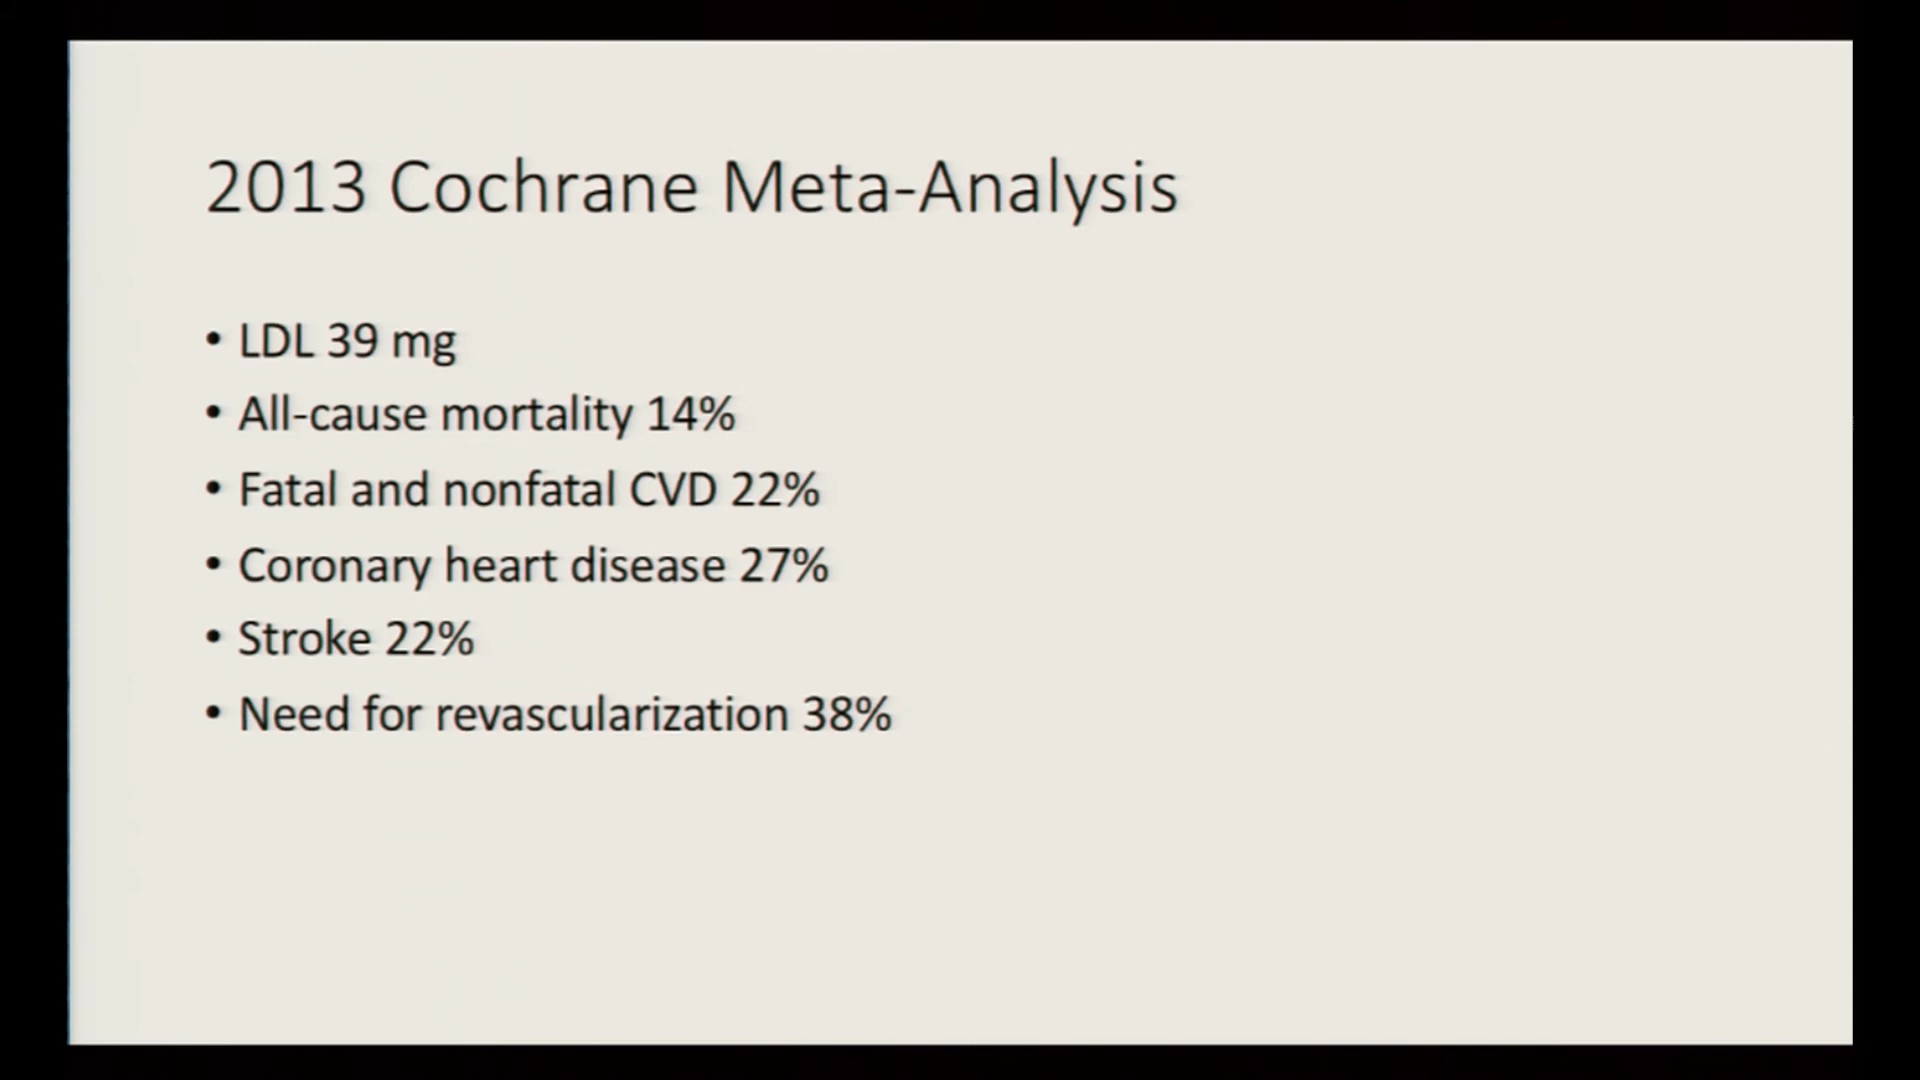 2013 Cochrane Meta-Analysis
• LDL 39 mg
• All-cause mortality 14%
• Fatal and nonfatal CVD 22%
• Coronary heart disease 27%
• Stroke 22%
• Need for revascularization 38%